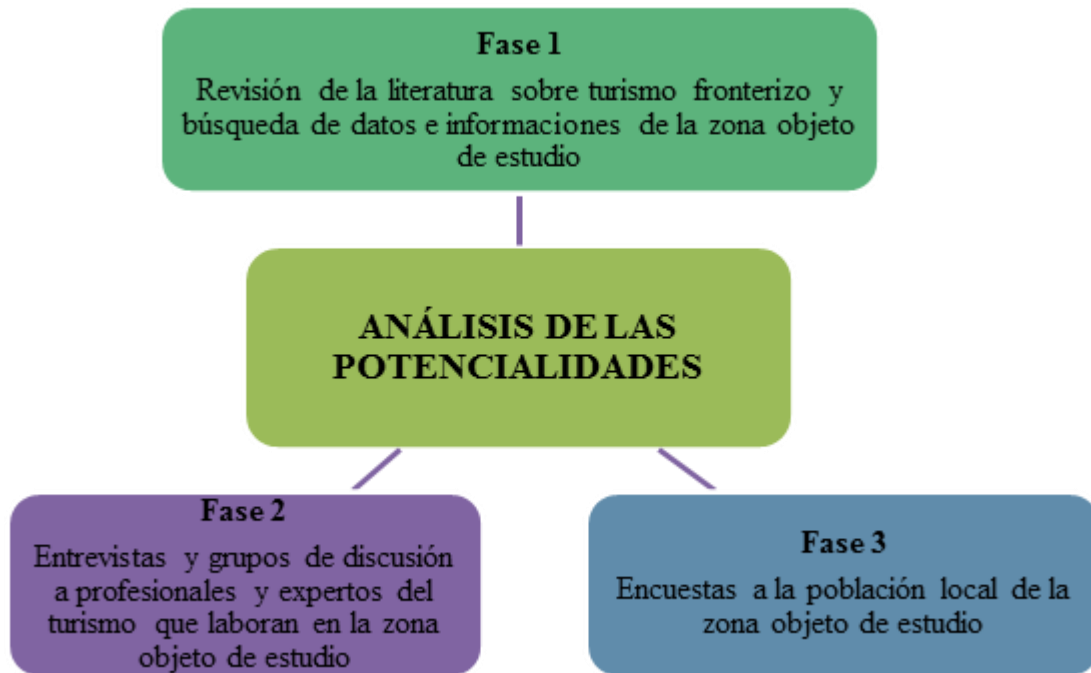 Fase 1
Revisión de la literatura sobre turismo fronterizo y
búsqueda de datos e informaciones de la zona objeto
de estudio
ANÁLISIS DE LAS
POTENCIALIDADES
Fase 2
Entrevistas y grupos de discusión
a profesionales y expertos del
turismo que laboran en la zona
objeto de estudio
Fase 3
Encuestas a la población local de la
zona objeto de estudio